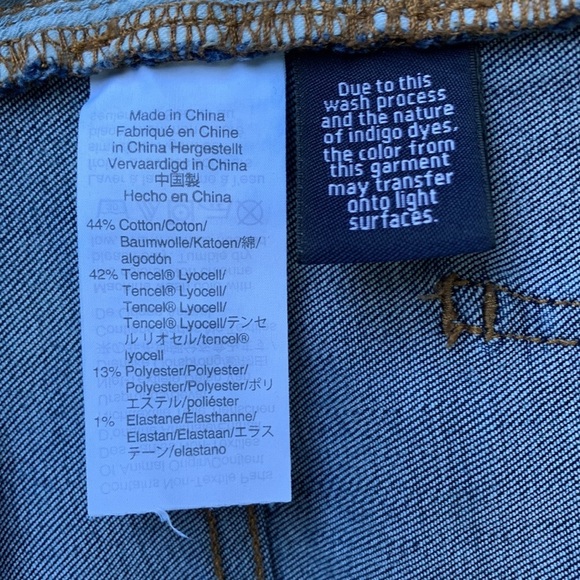 Made in China
Fabriqué en Chine
in China Hergestellt
Vervaardigd in China
中国製
Hecho en China
44% Cotton/Coton/
Baumwolle/Katoen/綿/
algodón
42% Tencel® Lyocell/
Tencel® Lyocell/
Tencel® Lyocell/
Tencel® Lyocell/テンセ
ル リオセル/tencel®
lyocell
13% Polyester/Polyester/
Polyester/Polyester/ポリ
エステル/poliéster
1% Elastane/Elasthanne/
Elastan/Elastaan/エラス
テーン/elastano
Due to this
wash process
and the nature
of indigo dyes,
the color from
this garment
may transfer
onto light
surfaces.